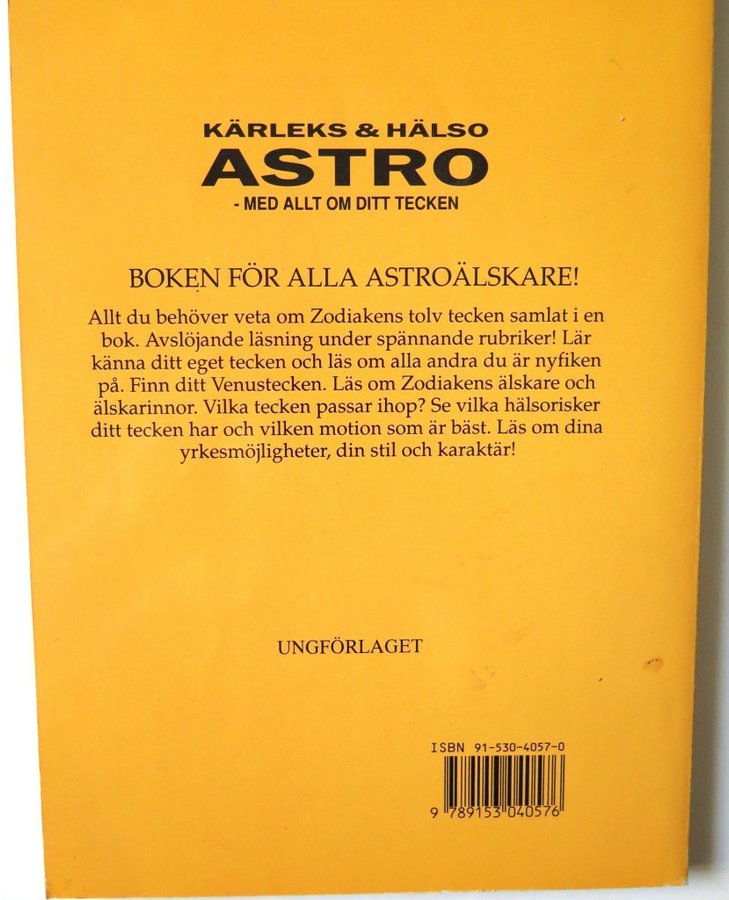 KÄRLEKS & HÄLSO
ASTRO
- MED ALLT OM DITT TECKEN
BOKEN FÖR ALLA ASTROÄLSKARE!
Allt du behöver veta om Zodiakens tolv tecken samlat i en
bok. Avslöjande läsning under spännande rubriker! Lär
känna ditt eget tecken och läs om alla andra du är nyfiken
på. Finn ditt Venustecken. Läs om Zodiakens älskare och
älskarinnor. Vilka tecken passar ihop? Se vilka hälsorisker
ditt tecken har och vilken motion som är bäst. Läs om dina
yrkesmöjligheter, din stil och karaktär!
UNGFÖRLAGET
ISBN 91-530-4057-0
9 789153 040576